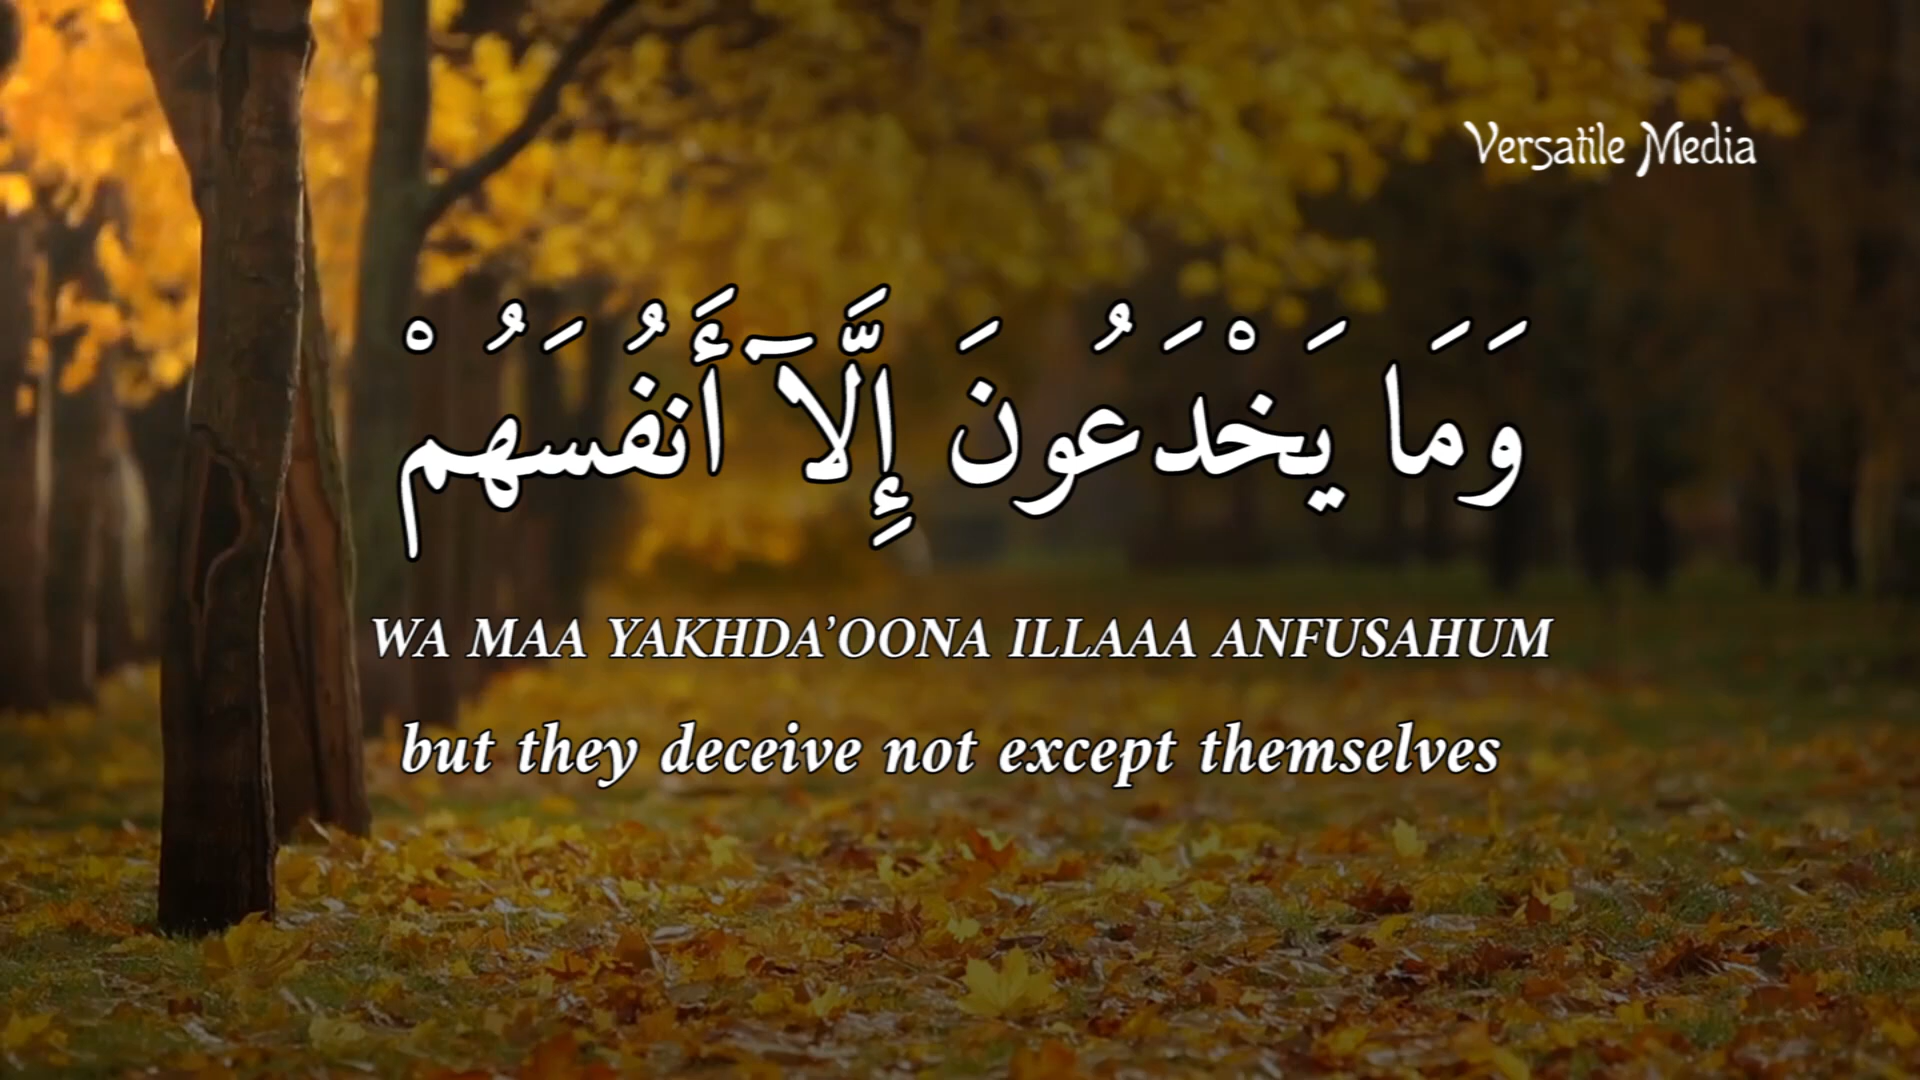 Versatile Media
وَمَا يَخْدَعُونَ إِلَّآ أَنفُسَهُمْ
WA MAA YAKHDA’OONA ILLAAA ANFUSAHUM
but they deceive not except themselves